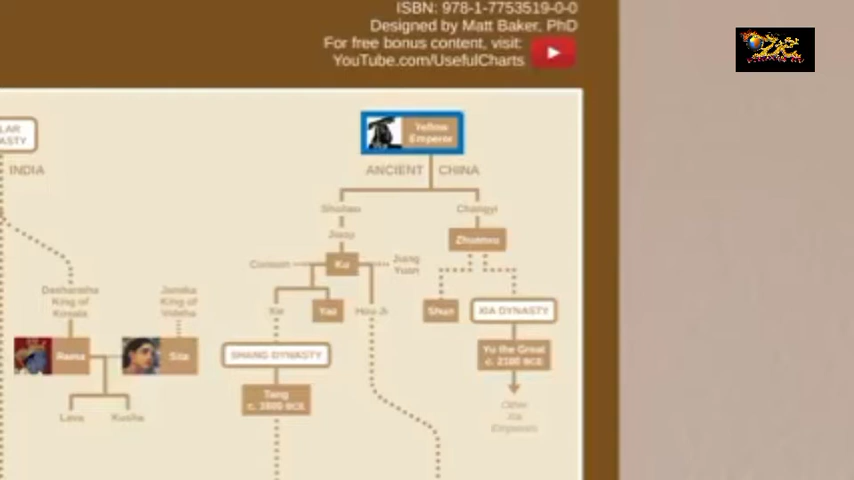 ISBN: 978-1-7753519-0-0
Designed by Matt Baker, PhD
For free bonus content, visit:
YouTube.com/UsefulCharts
LAR
ASTY
INDIA
Yellow
Emperor
ANCIENT CHINA
Changyi
Zhuanxu
Ku
Jiang
Yuan
Xie
Yao
Hou Ji
Shun
XIA DYNASTY
Dasharatha
King of
Kosala
Janaka
King of
Videha
Rama
Sita
SHANG DYNASTY
Yu the Great
c. 2100 BCE
Tang
c. 1600 BCE
Lava
Kusha
Other
Xia
Emperors